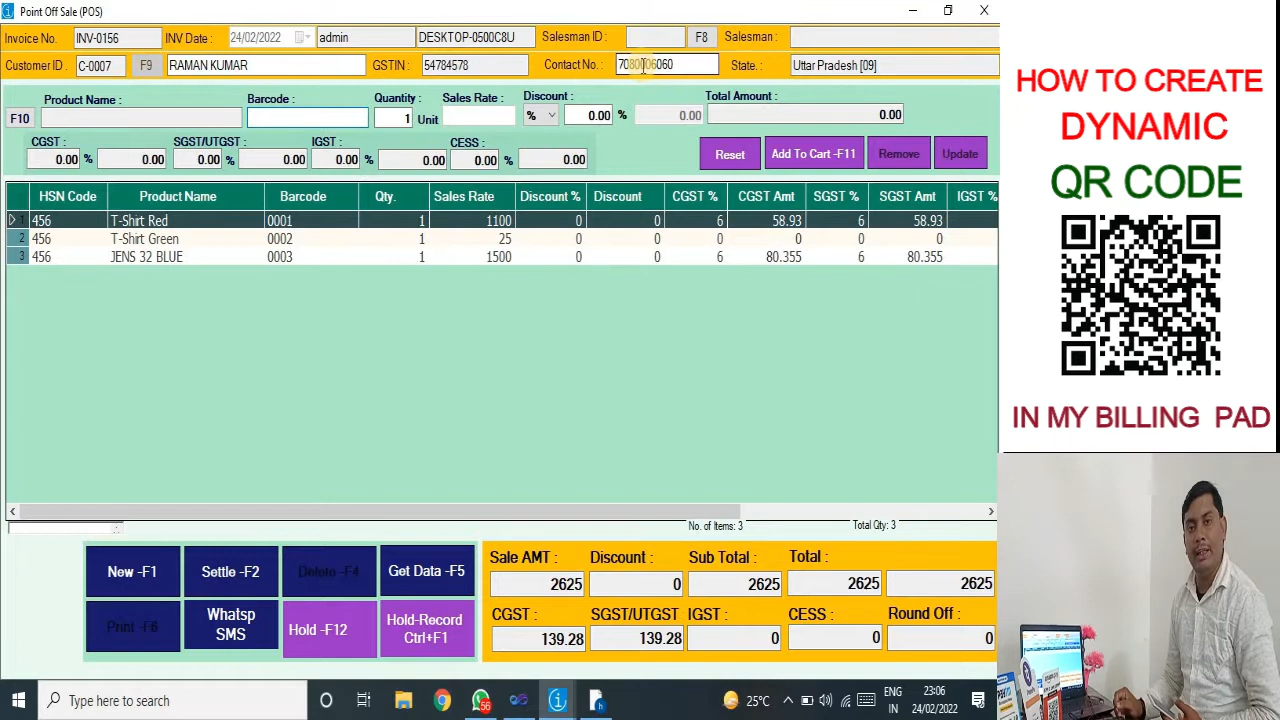 Point Off Sale (POS)
Invoice No. INV-0156 INV Date : 24/02/2022 admin DESKTOP-0500C8U Salesman ID : F8 Salesman :
Customer ID : C-0007 F9 RAMAN KUMAR GSTIN : 54784578 Contact No. : 7080006060 State. : Uttar Pradesh [09]
Product Name : Barcode : Quantity : Sales Rate : Discount : Total Amount :
F10 1 Unit % 0.00 % 0.00 0.00
CGST : SGST/UTGST : IGST : CESS :
0.00 % 0.00 0.00 % 0.00 0.00 % 0.00 0.00 % 0.00
Reset Add To Cart -F11 Remove Update
HSN Code Product Name Barcode Qty. Sales Rate Discount % Discount CGST % CGST Amt SGST % SGST Amt IGST %
1 456 T-Shirt Red 0001 1 1100 0 0 6 58.93 6 58.93
2 456 T-Shirt Green 0002 1 25 0 0 0 0 0 0
3 456 JENS 32 BLUE 0003 1 1500 0 0 6 80.355 6 80.355
No. of Items: 3 Total Qty: 3
New -F1 Settle -F2 Delete -F4 Get Data -F5
Print -F6 Whatsp SMS Hold -F12 Hold-Record Ctrl+F1
Sale AMT : Discount : Sub Total : Total :
2625 0 2625 2625 2625
CGST : SGST/UTGST IGST : CESS : Round Off :
139.28 139.28 0 0 0
Type here to search
56
25°C
ENG
IN
23:06
24/02/2022
HOW TO CREATE
DYNAMIC
QR CODE
IN MY BILLING PAD